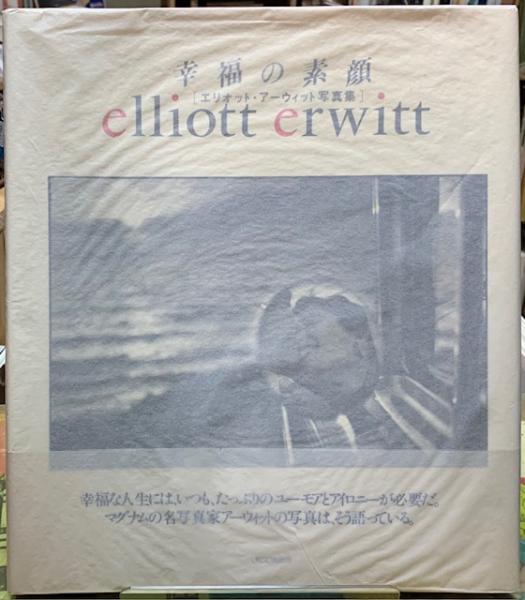 幸福の素顔
[エリオット・アーウィット写真集]
elliott erwitt
幸福な人生には、いつも、たっぷりのユーモアとアイロニーが必要だ。
マグナムの名写真家アーウィットの写真は、そう語っている。